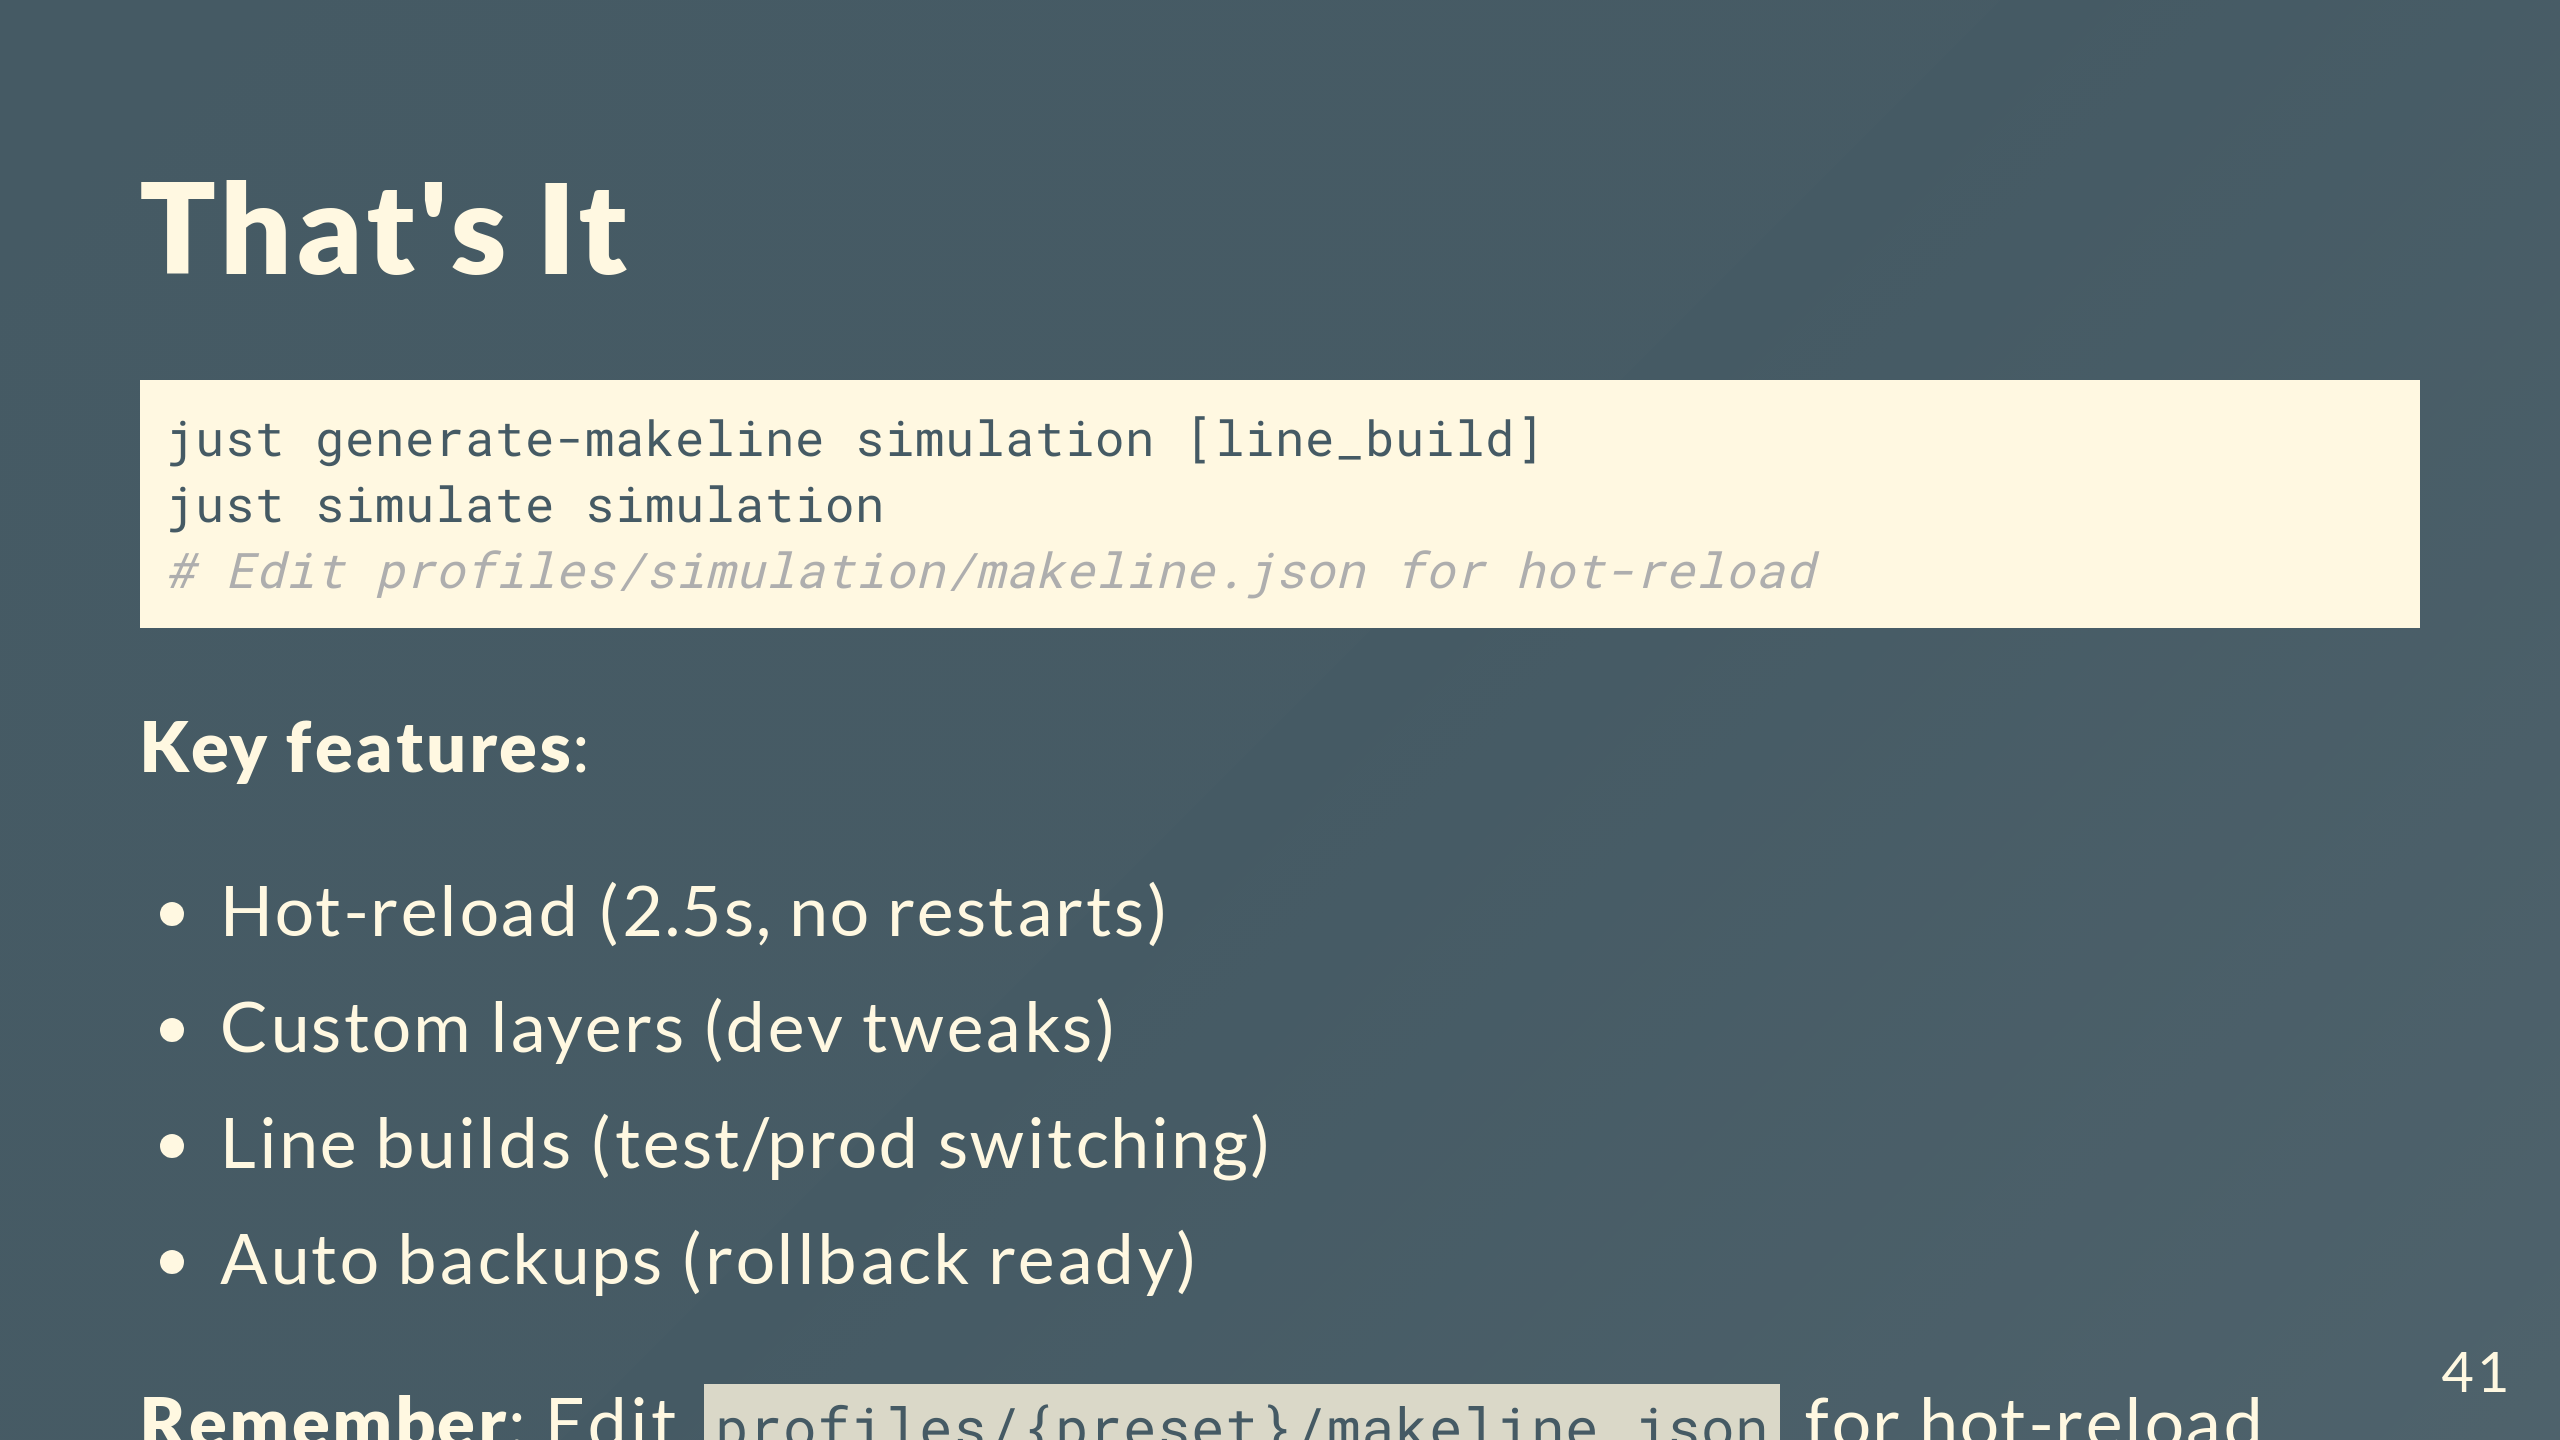 That's It
just generate-makeline simulation [line_build]
just simulate simulation
# Edit profiles/simulation/makeline.json for hot-reload
Key features:
• Hot-reload (2.5s, no restarts)
• Custom layers (dev tweaks)
• Line builds (test/prod switching)
• Auto backups (rollback ready)
Remember: Edit profiles/{preset}/makeline.json for hot-reload
41